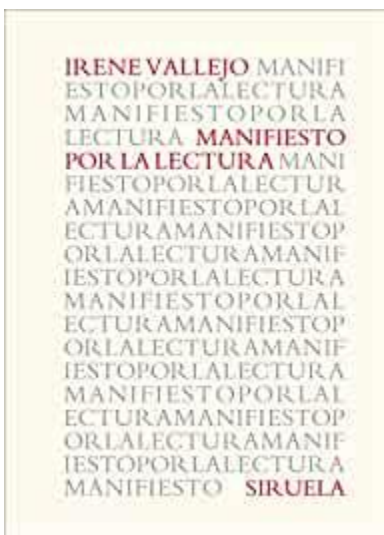 IRENE VALLEJO MANIFI
ESTOPORLALECTURA
MANIFIESTOPORLA
LECTURA MANIFIESTO
POR LA LECTURA MANI
FIESTOPORLALECTUR
AMANIFIESTOPORLAL
ECTURAMANIFIESTOP
ORLALECTURAMANIF
IESTOPORLALECTURA
MANIFIESTOPORLAL
ECTURAMANIFIESTOP
ORLALECTURAMANIF
IESTOPORLALECTURA
MANIFIESTOPORLAL
ECTURAMANIFIESTOP
ORLALECTURAMANIF
IESTOPORLALECTURA
MANIFIESTO SIRUELA